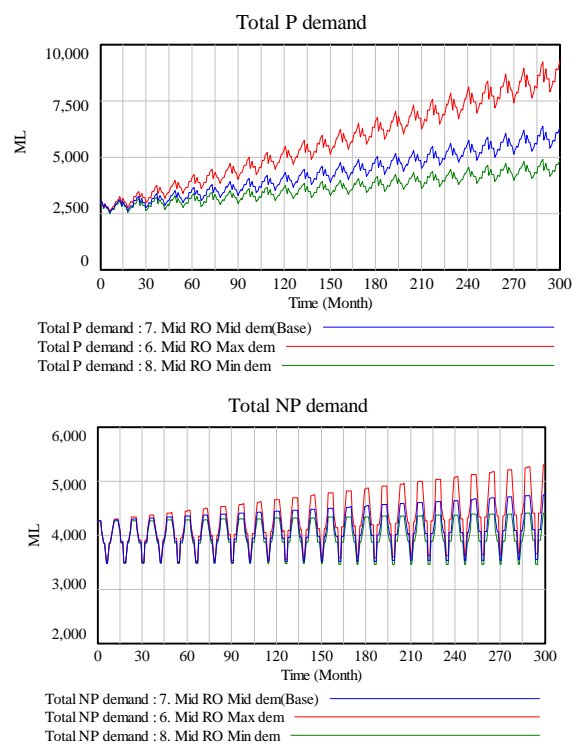 Total P demand
10,000
7,500
5,000
2,500
0
ML
0 30 60 90 120 150 180 210 240 270 300
Time (Month)
Total P demand : 7. Mid RO Mid dem(Base)
Total P demand : 6. Mid RO Max dem
Total P demand : 8. Mid RO Min dem
Total NP demand
6,000
5,000
4,000
3,000
2,000
ML
0 30 60 90 120 150 180 210 240 270 300
Time (Month)
Total NP demand : 7. Mid RO Mid dem(Base)
Total NP demand : 6. Mid RO Max dem
Total NP demand : 8. Mid RO Min dem